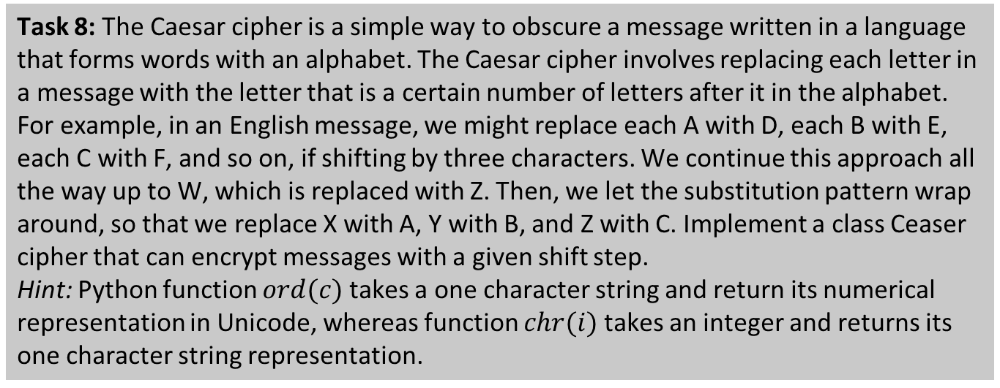 Task 8: The Caesar cipher is a simple way to obscure a message written in a language
that forms words with an alphabet. The Caesar cipher involves replacing each letter in
a message with the letter that is a certain number of letters after it in the alphabet.
For example, in an English message, we might replace each A with D, each B with E,
each C with F, and so on, if shifting by three characters. We continue this approach all
the way up to W, which is replaced with Z. Then, we let the substitution pattern wrap
around, so that we replace X with A, Y with B, and Z with C. Implement a class Ceaser
cipher that can encrypt messages with a given shift step.
Hint: Python function ord(c) takes a one character string and return its numerical
representation in Unicode, whereas function chr(i) takes an integer and returns its
one character string representation.